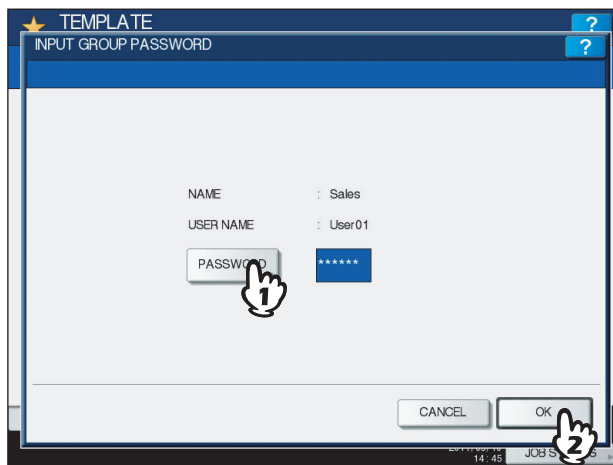 TEMPLATE
?
INPUT GROUP PASSWORD
?
NAME : Sales
USER NAME : User01
PASSWORD
******
1
CANCEL
OK
2
14:45
JOB S